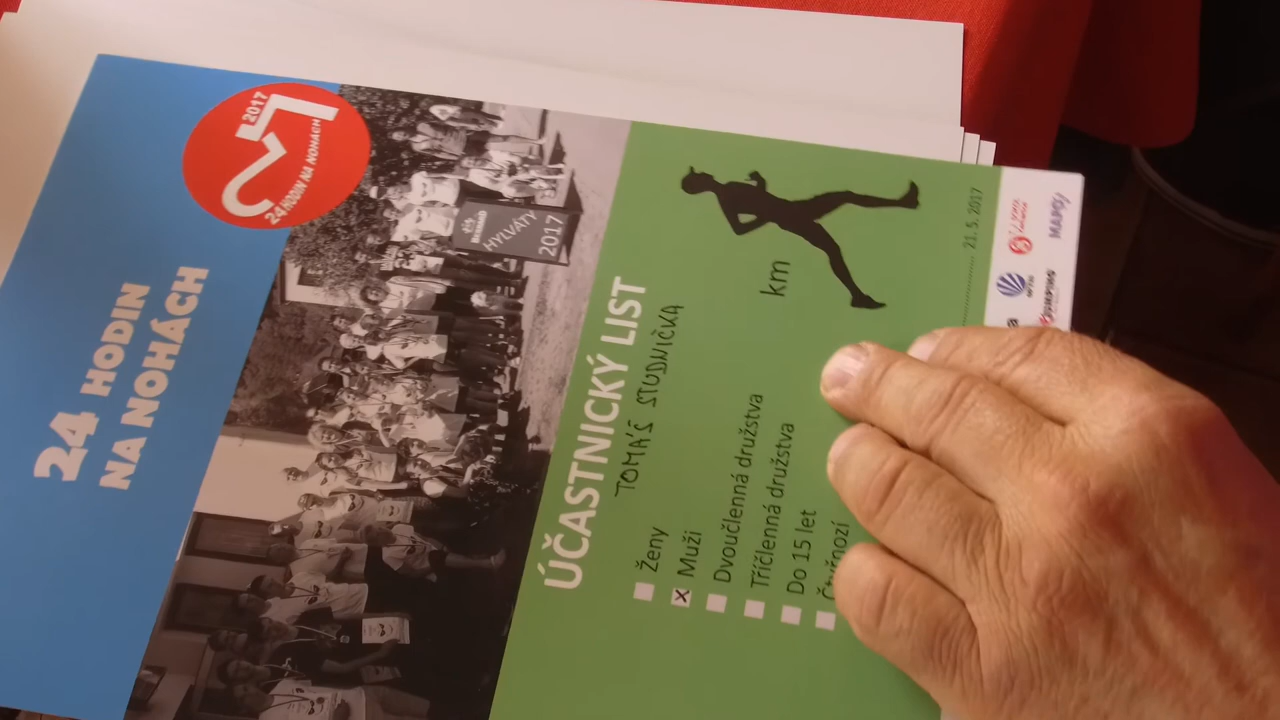 24 HODIN
NA NOHÁCH
2017
24 HODIN NA NOHÁCH
HYLVÁTY
2017
ÚČASTNICKÝ LIST
TOMÁŠ STUDNIČKA
Ženy
x Muži
Dvoučlenná družstva
Tříčlenná družstva
Do 15 let
Čtyřnozí
km
21. 5. 2017